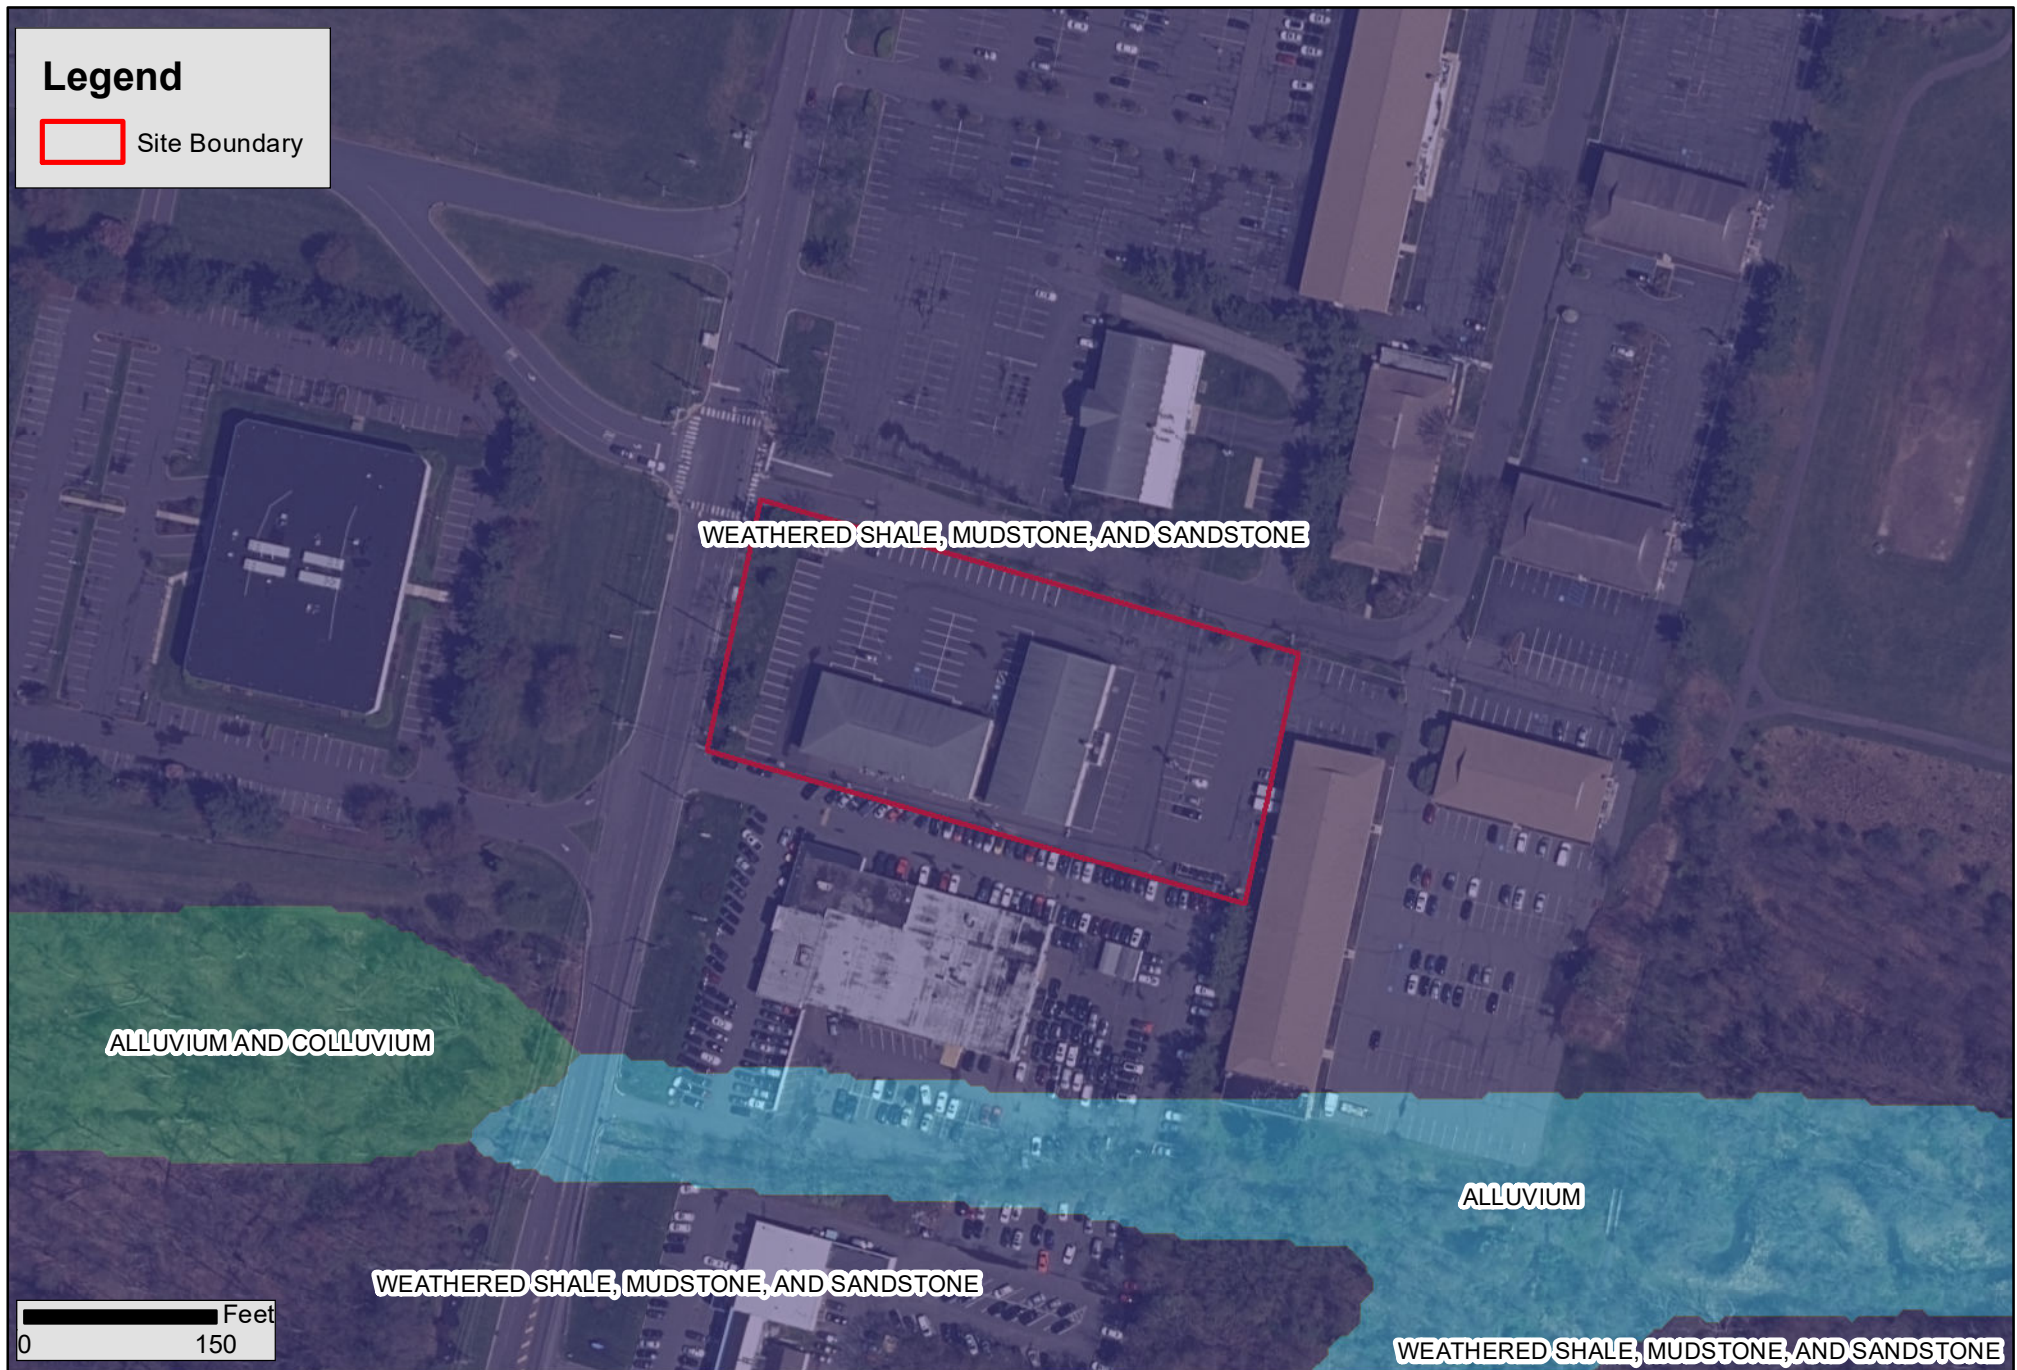 Legend
Site Boundary
WEATHERED SHALE, MUDSTONE, AND SANDSTONE
ALLUVIUM AND COLLUVIUM
ALLUVIUM
WEATHERED SHALE, MUDSTONE, AND SANDSTONE
Feet
0 150
WEATHERED SHALE, MUDSTONE, AND SANDSTONE